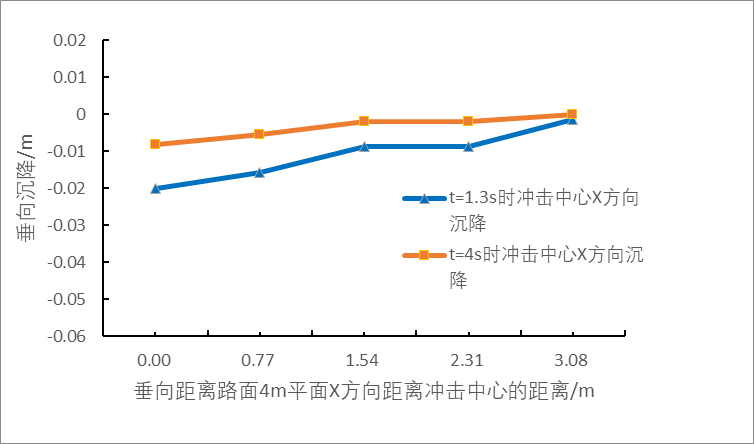 0.02
0.01
0
-0.01
-0.02
-0.03
-0.04
-0.05
-0.06
垂向沉降/m
t=1.3s时冲击中心X方向
沉降
t=4s时冲击中心X方向沉
降
0.00 0.77 1.54 2.31 3.08
垂向距离路面4m平面X方向距离冲击中心的距离/m